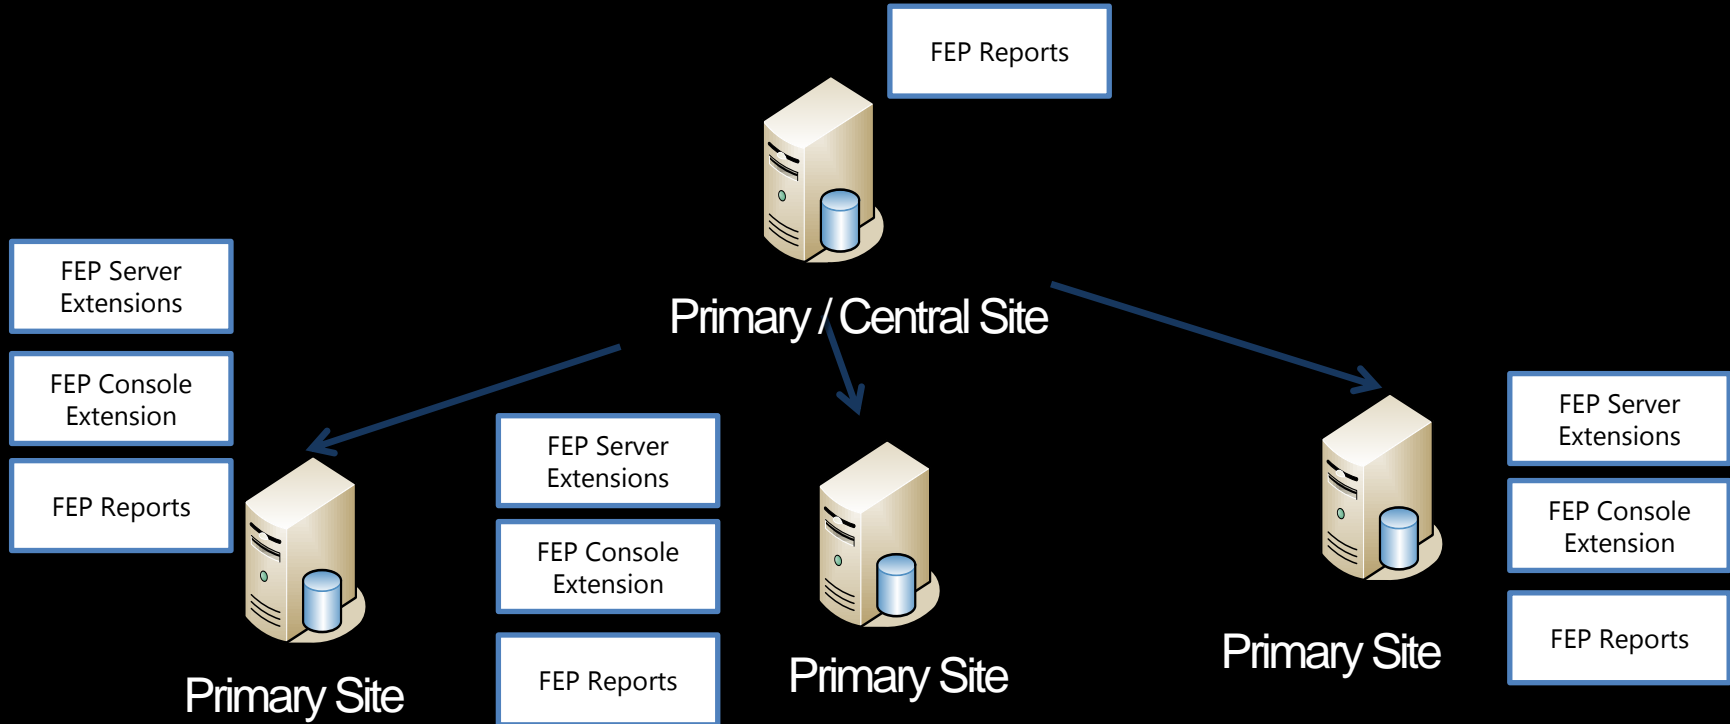 FEP Reports
Primary / Central Site
FEP Server
Extensions
FEP Console
Extension
FEP Reports
Primary Site
FEP Server
Extensions
FEP Console
Extension
FEP Reports
Primary Site
FEP Server
Extensions
FEP Console
Extension
FEP Reports
Primary Site